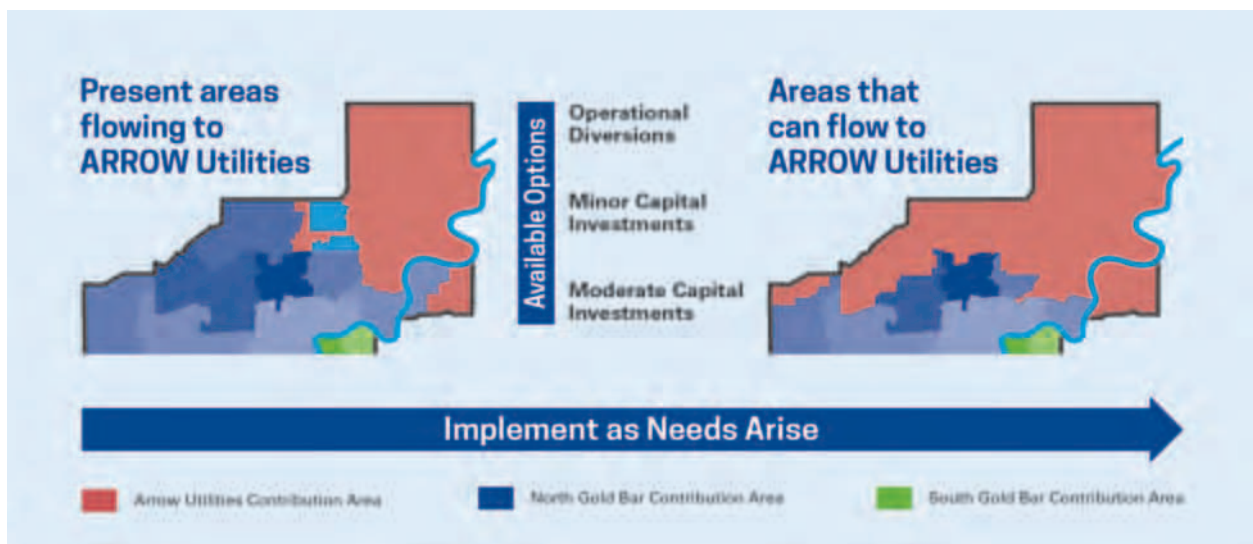 Present areas
flowing to
ARROW Utilities
Available Options
Operational
Diversions
Minor Capital
Investments
Moderate Capital
Investments
Areas that
can flow to
ARROW Utilities
Implement as Needs Arise
Arrow Utilities Contribution Area
North Gold Bar Contribution Area
South Gold Bar Contribution Area